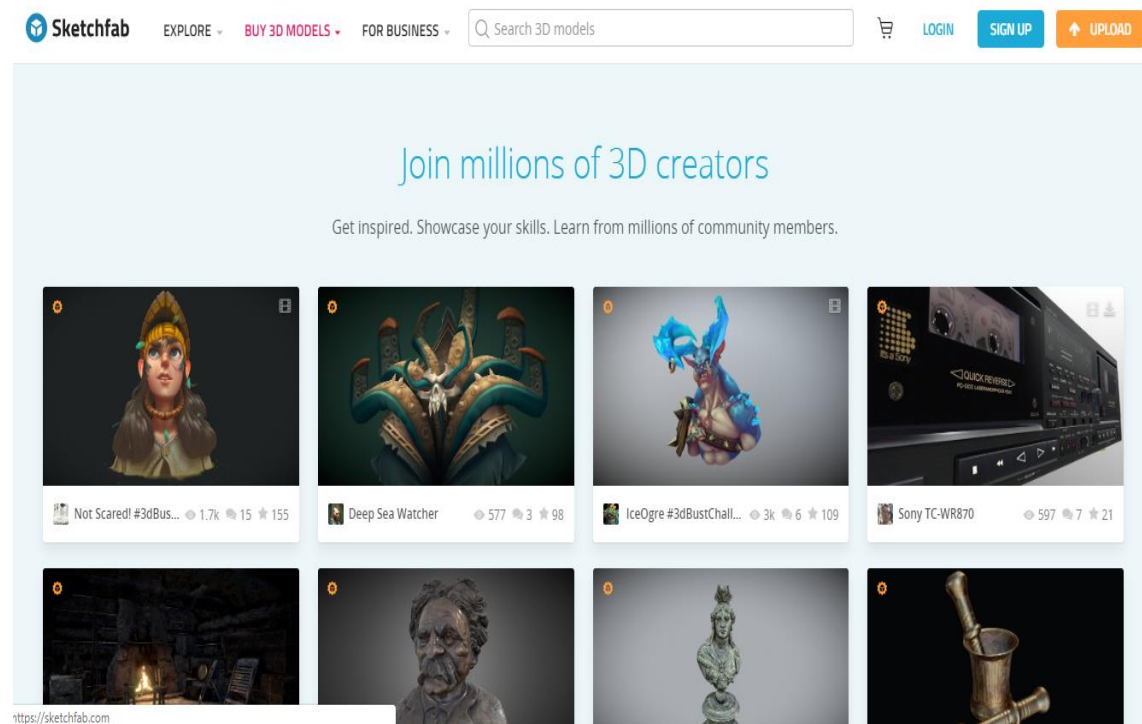 Sketchfab EXPLORE BUY 3D MODELS FOR BUSINESS Search 3D models LOGIN SIGN UP UPLOAD
Join millions of 3D creators
Get inspired. Showcase your skills. Learn from millions of community members.
It's a Sony
QUICK REVERSE
Not Scared! #3dBus... 1.7k 15 155
Deep Sea Watcher 577 3 98
IceOgre #3dBustChall... 3k 6 109
Sony TC-WR870 597 7 21
https://sketchfab.com